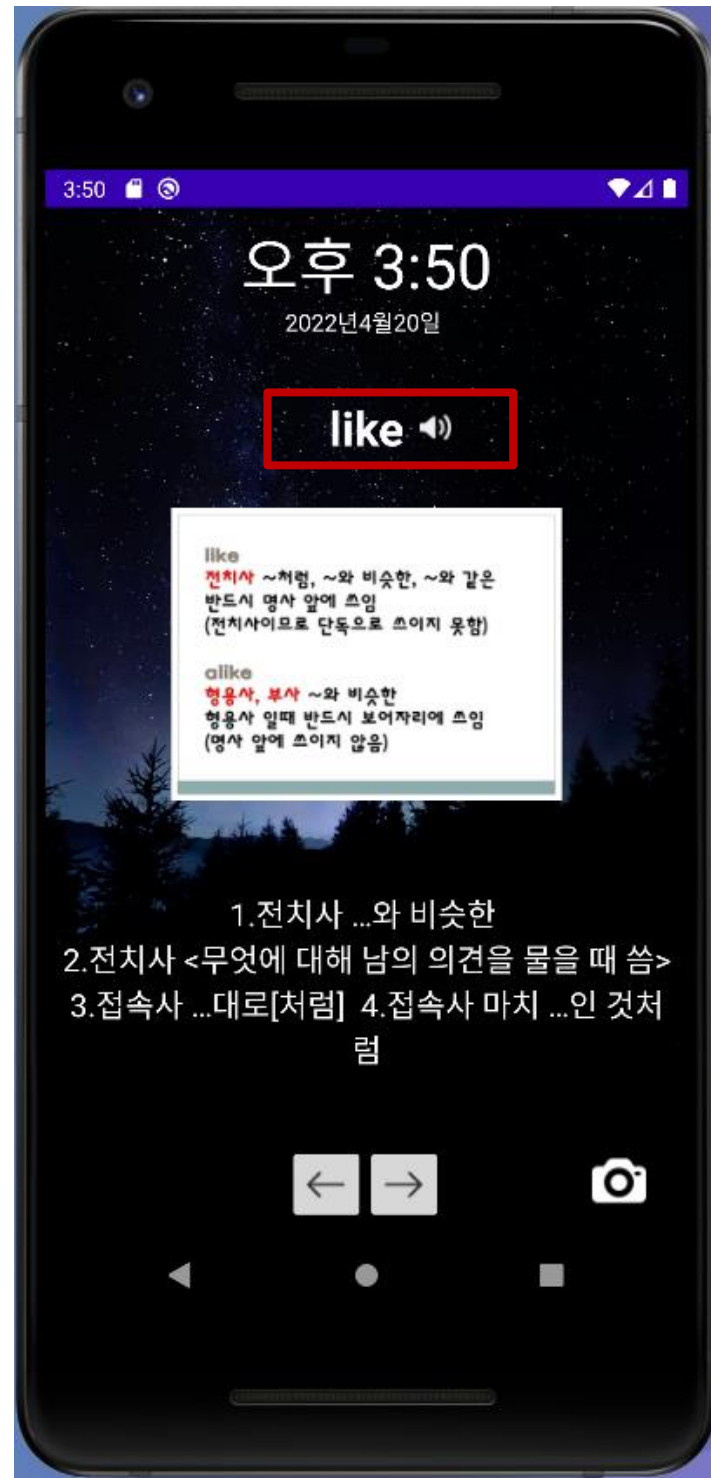 3:50
오후 3:50
2022년4월20일
like
like
전치사 ~처럼, ~와 비슷한, ~와 같은
반드시 명사 앞에 쓰임
(전치사이므로 단독으로 쓰이지 못함)
alike
형용사, 부사 ~와 비슷한
형용사 일때 반드시 보어자리에 쓰임
(명사 앞에 쓰이지 않음)
1.전치사 ...와 비슷한
2.전치사 <무엇에 대해 남의 의견을 물을 때 씀>
3.접속사 ...대로[처럼] 4.접속사 마치 ...인 것처
럼